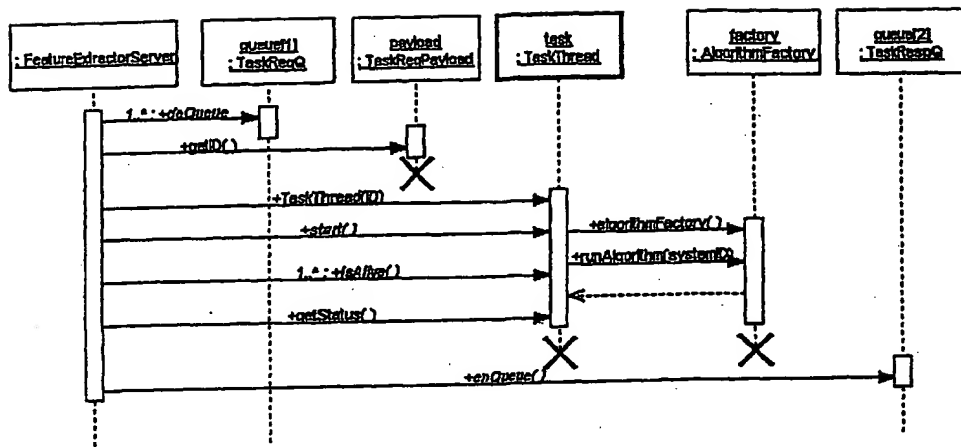 : FeatureExtractorServer
queue[1]
: TaskReqQ
payload
: TaskReqPayload
task
: TaskThread
factory
: AlgorithmFactory
queue[2]
: TaskRespQ
1..* : +deQueue
+getID( )
+TaskThread(ID)
+start( )
+algorithmFactory( )
+runAlgorithm(systemID)
1..* : +isAlive( )
+getStatus( )
+enQueue( )